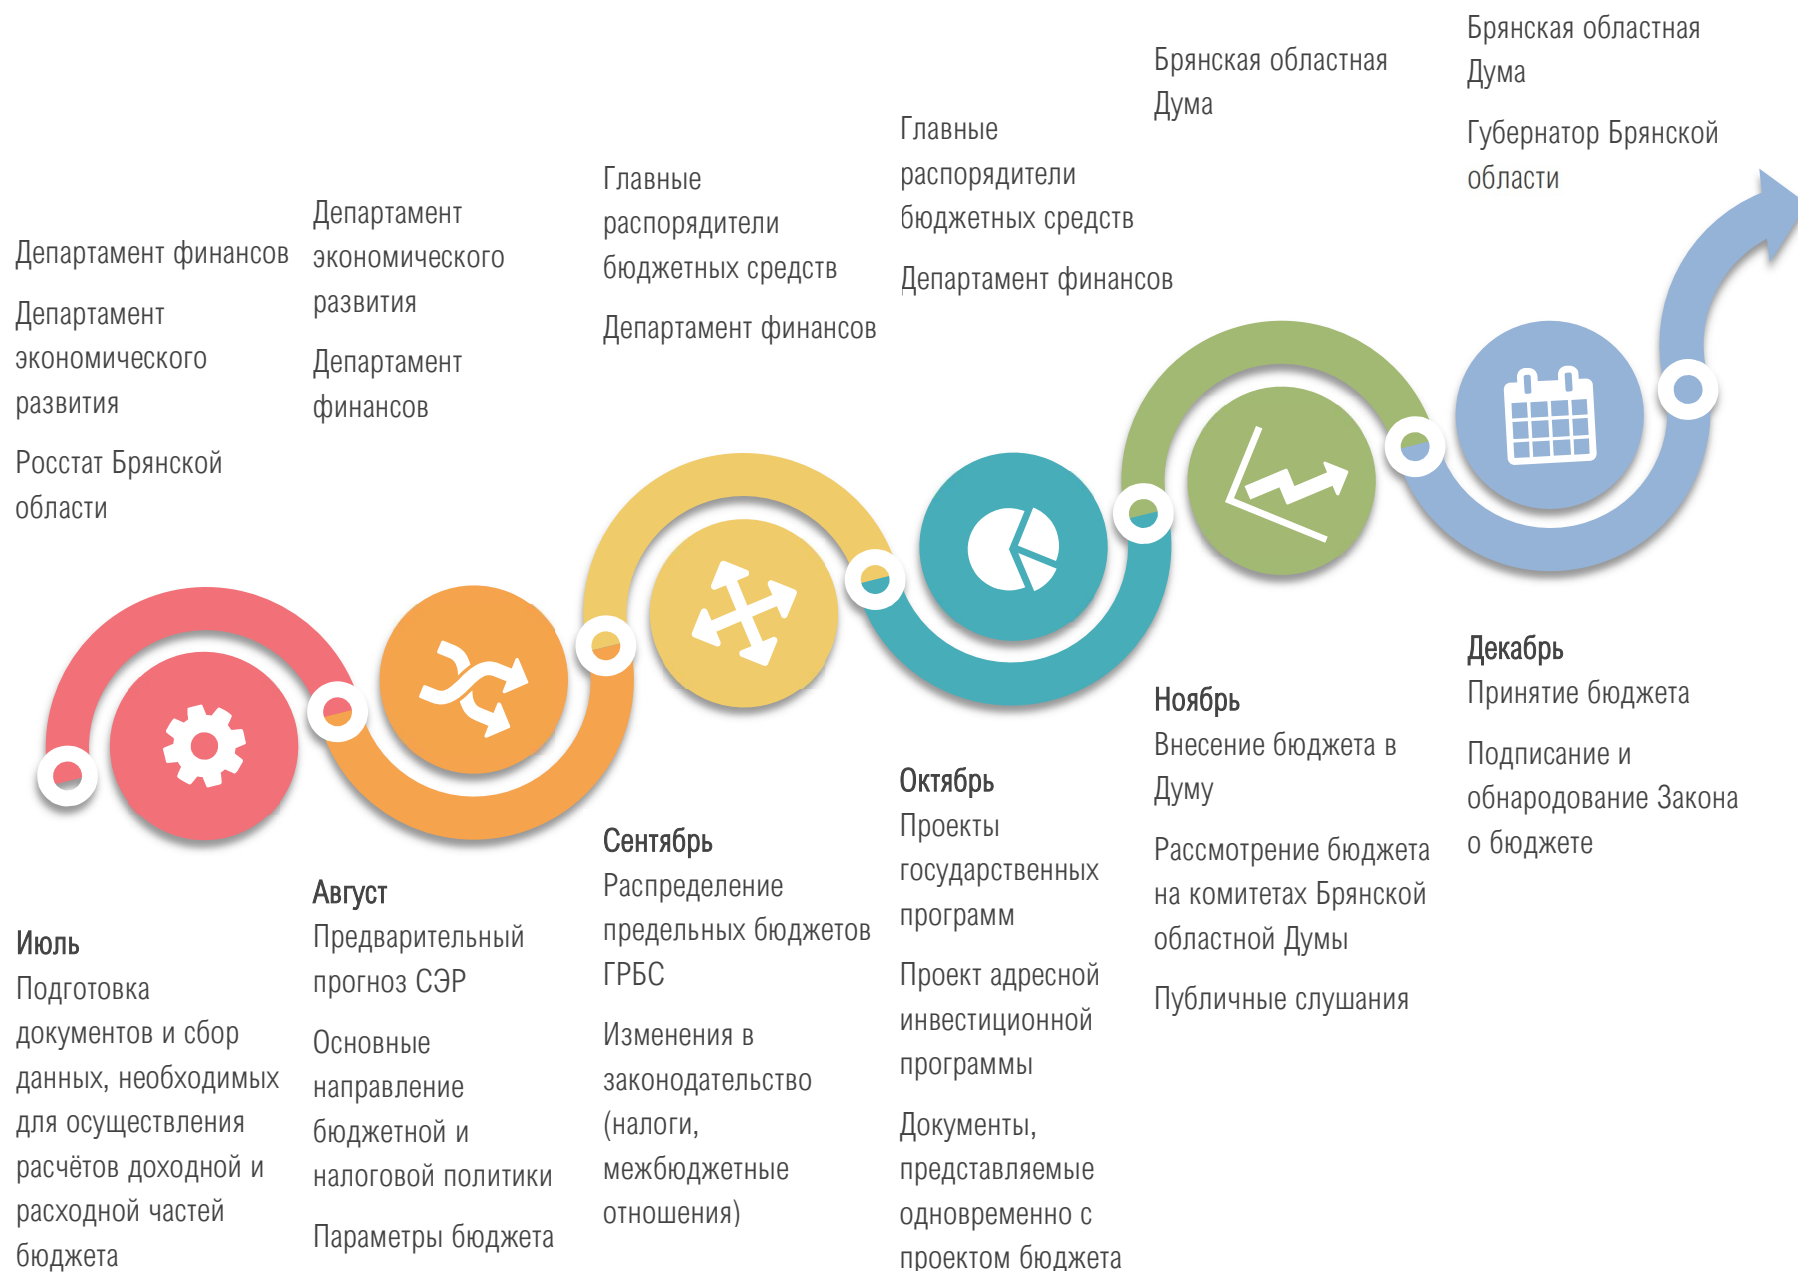 Департамент финансов
Департамент
экономического
развития
Росстат Брянской
области
Департамент
экономического
развития
Департамент
финансов
Главные
распорядители
бюджетных средств
Департамент финансов
Главные
распорядители
бюджетных средств
Департамент финансов
Брянская областная
Дума
Брянская областная
Дума
Губернатор Брянской
области
Июль
Подготовка
документов и сбор
данных, необходимых
для осуществления
расчётов доходной и
расходной частей
бюджета
Август
Предварительный
прогноз СЭР
Основные
направление
бюджетной и
налоговой политики
Параметры бюджета
Сентябрь
Распределение
предельных бюджетов
ГРБС
Изменения в
законодательство
(налоги,
межбюджетные
отношения)
Октябрь
Проекты
государственных
программ
Проект адресной
инвестиционной
программы
Документы,
представляемые
одновременно с
проектом бюджета
Ноябрь
Внесение бюджета в
Думу
Рассмотрение бюджета
на комитетах Брянской
областной Думы
Публичные слушания
Декабрь
Принятие бюджета
Подписание и
обнародование Закона
о бюджете